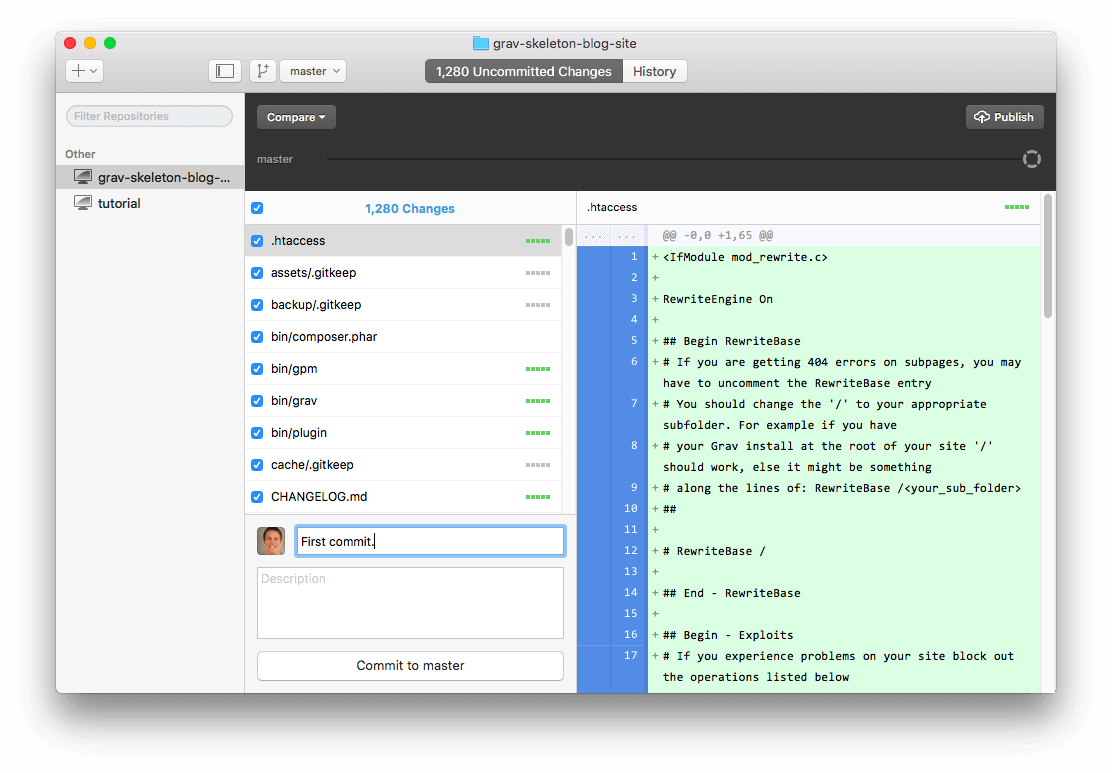 grav-skeleton-blog-site
master
1,280 Uncommitted Changes
History
Filter Repositories
Other
grav-skeleton-blog-...
tutorial
Compare
Publish
master
1,280 Changes
.htaccess
assets/.gitkeep
backup/.gitkeep
bin/composer.phar
bin/gpm
bin/grav
bin/plugin
cache/.gitkeep
CHANGELOG.md
First commit.
Description
Commit to master
.htaccess
... ... @@ -0,0 +1,65 @@
1 + <IfModule mod_rewrite.c>
2 +
3 + RewriteEngine On
4 +
5 + ## Begin RewriteBase
6 + # If you are getting 404 errors on subpages, you may
have to uncomment the RewriteBase entry
7 + # You should change the '/' to your appropriate
subfolder. For example if you have
8 + # your Grav install at the root of your site '/'
should work, else it might be something
9 + # along the lines of: RewriteBase /<your_sub_folder>
10 + ##
11 +
12 + # RewriteBase /
13 +
14 + ## End - RewriteBase
15 +
16 + ## Begin - Exploits
17 + # If you experience problems on your site block out
the operations listed below